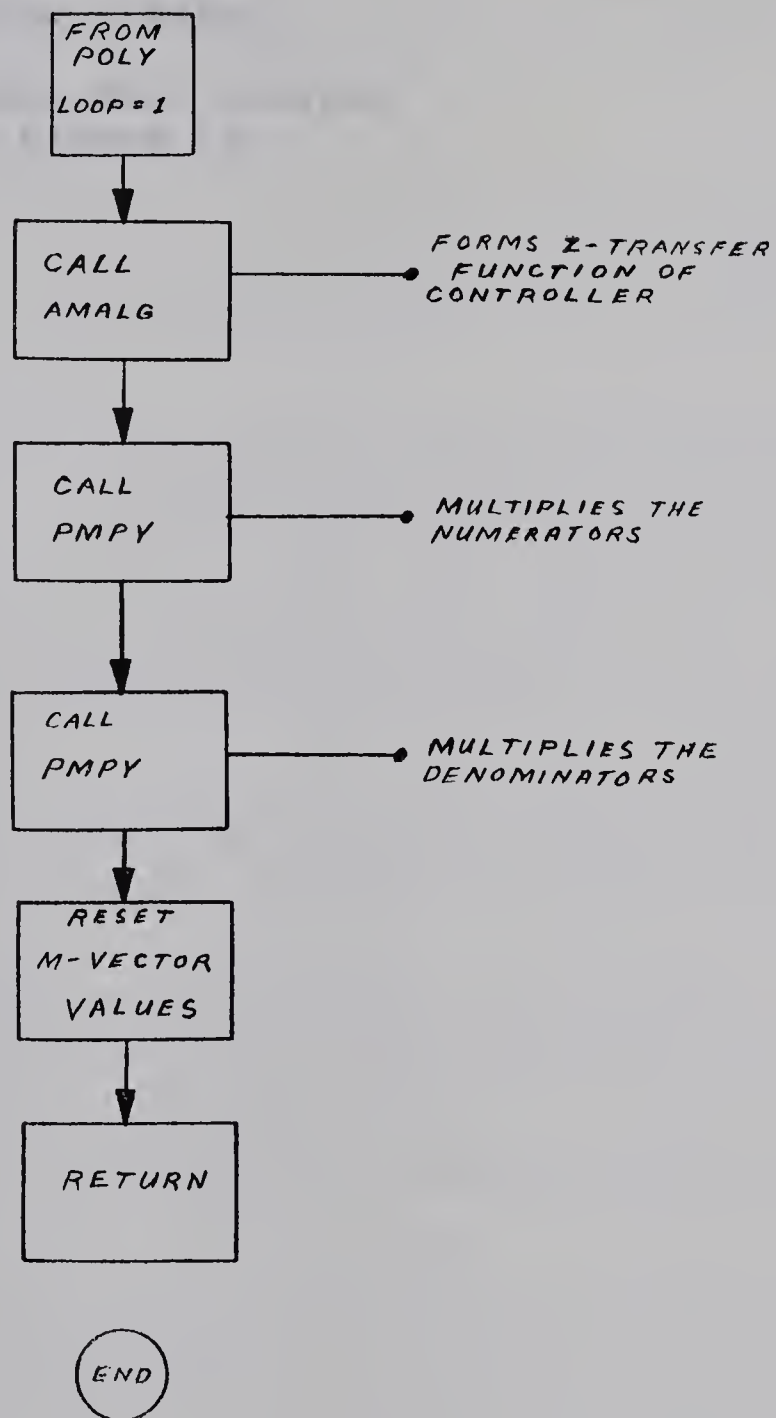 FROM
POLY
LOOP = 1
CALL
AMALG
FORMS Z-TRANSFER
FUNCTION OF
CONTROLLER
CALL
PMPY
MULTIPLIES THE
NUMERATORS
CALL
PMPY
MULTIPLIES THE
DENOMINATORS
RESET
M-VECTOR
VALUES
RETURN
END